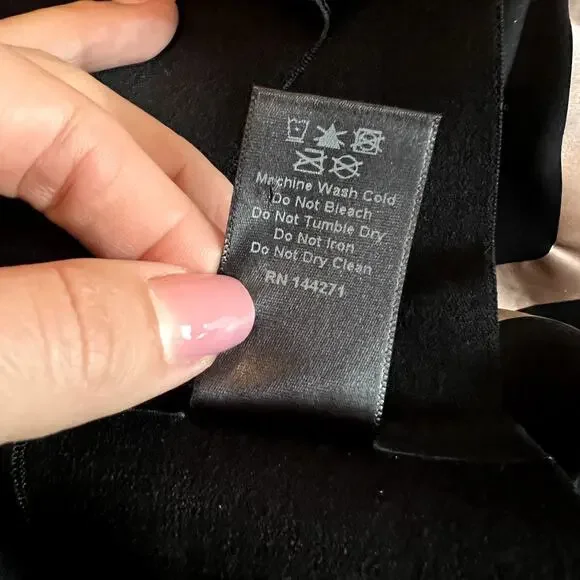 Machine Wash Cold
Do Not Bleach
Do Not Tumble Dry
Do Not Iron
Do Not Dry Clean
RN 144271